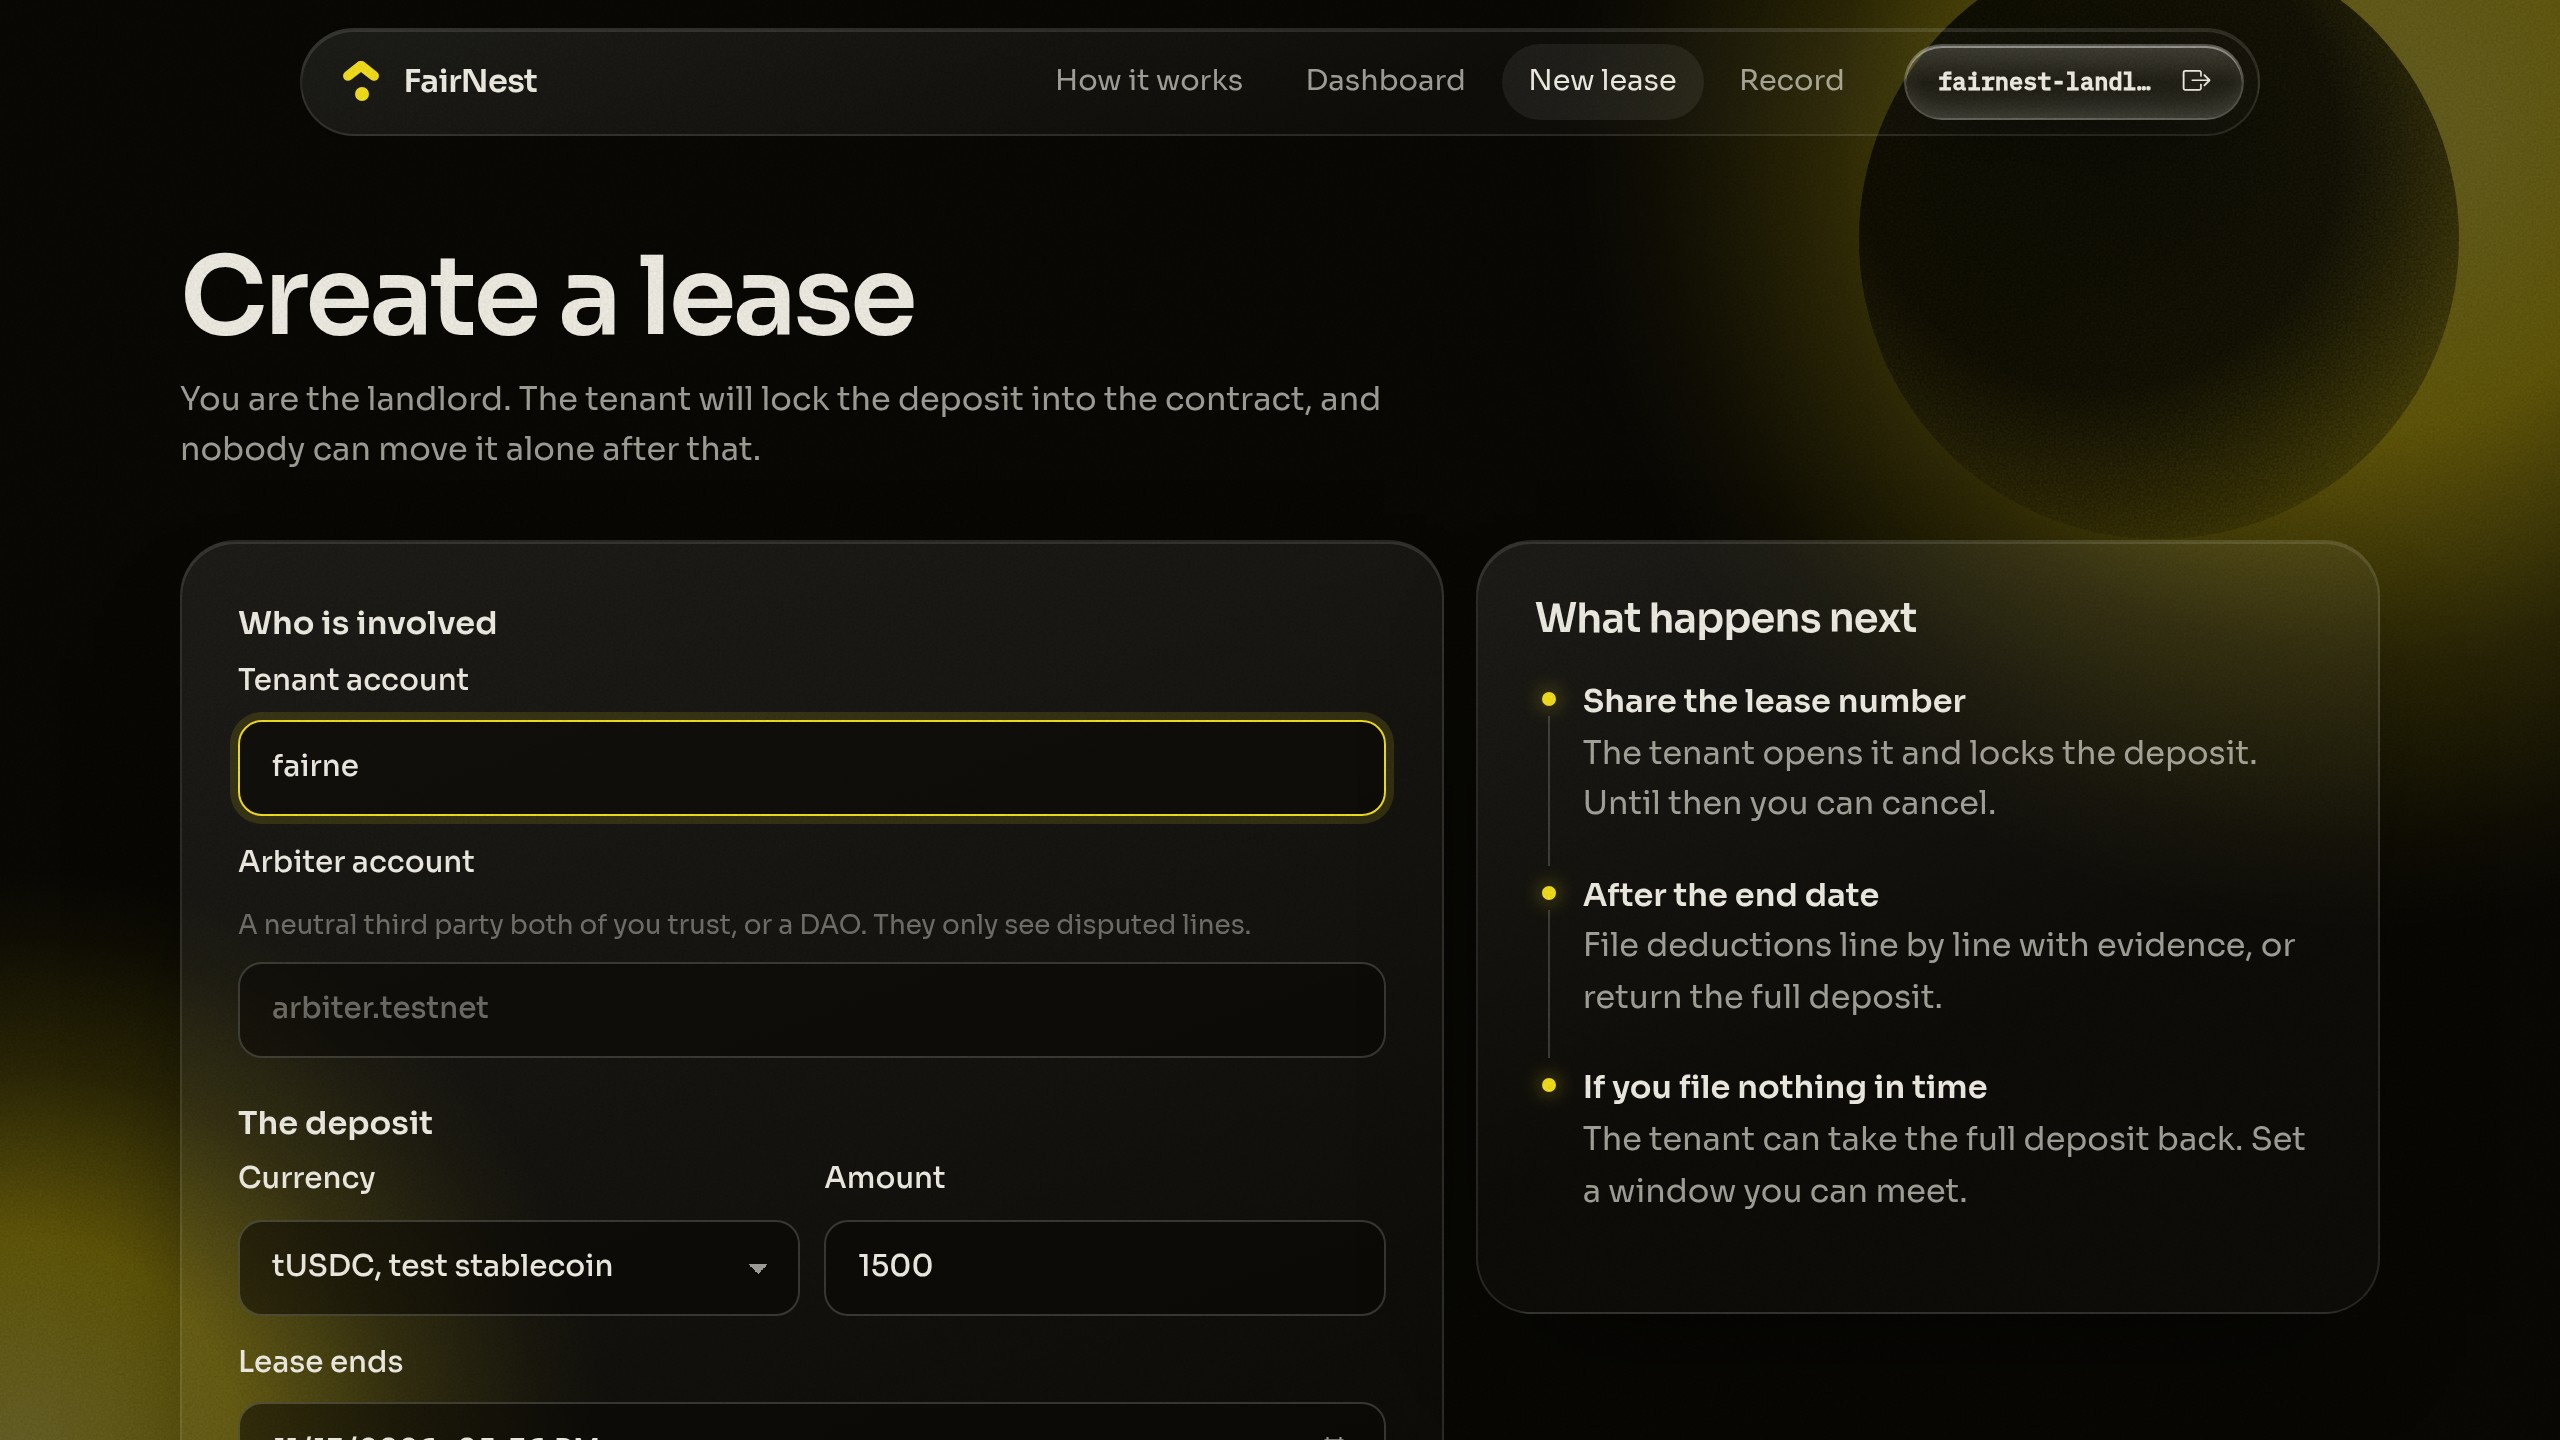 FairNest
How it works
Dashboard
New lease
Record
fairnest-landl…
Create a lease
You are the landlord. The tenant will lock the deposit into the contract, and
nobody can move it alone after that.
Who is involved
Tenant account
fairne
Arbiter account
A neutral third party both of you trust, or a DAO. They only see disputed lines.
arbiter.testnet
The deposit
Currency
Amount
tUSDC, test stablecoin
1500
Lease ends
What happens next
Share the lease number
The tenant opens it and locks the deposit.
Until then you can cancel.
After the end date
File deductions line by line with evidence, or
return the full deposit.
If you file nothing in time
The tenant can take the full deposit back. Set
a window you can meet.